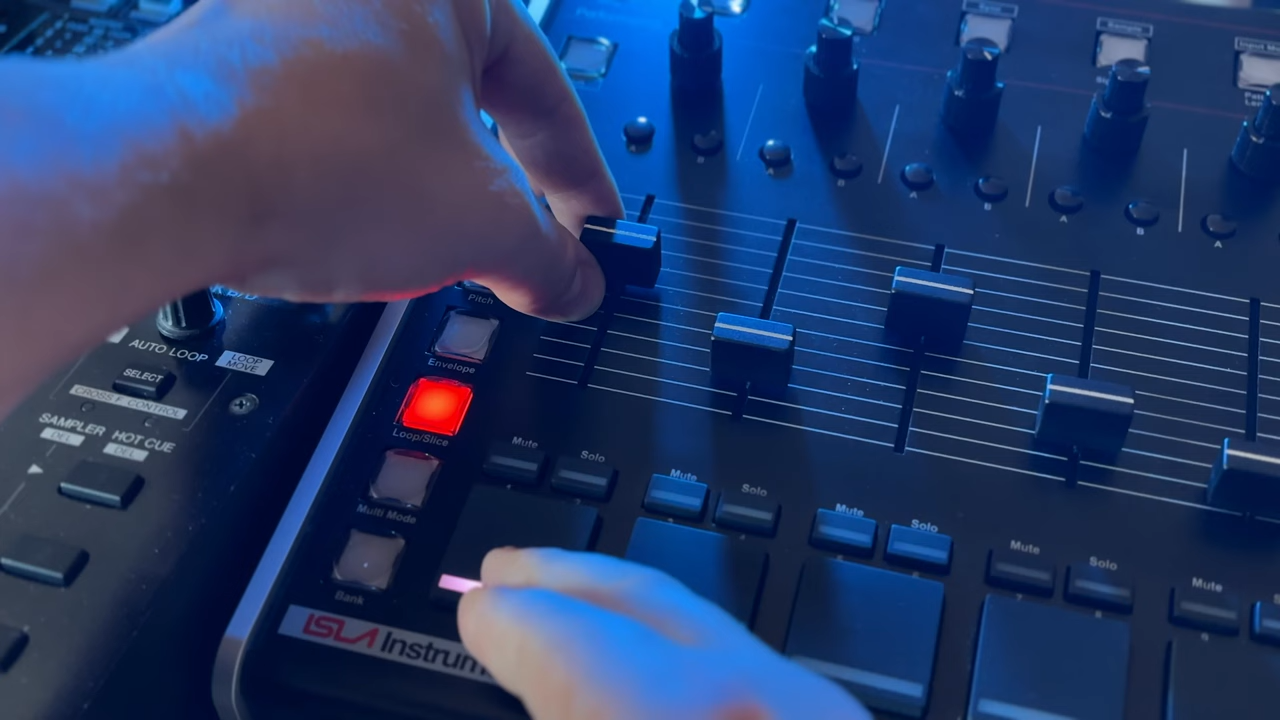 A
B
A
B
A
B
A
B
A
Pitch
Envelope
Loop/Slice
Multi Mode
Bank
AUTO LOOP
LOOP
MOVE
SELECT
CROSS F. CONTROL
SAMPLER
HOT CUE
DEL
DEL
Mute
Solo
Mute
Solo
Mute
Solo
Mute
Solo
Mute
ISLA Instrum